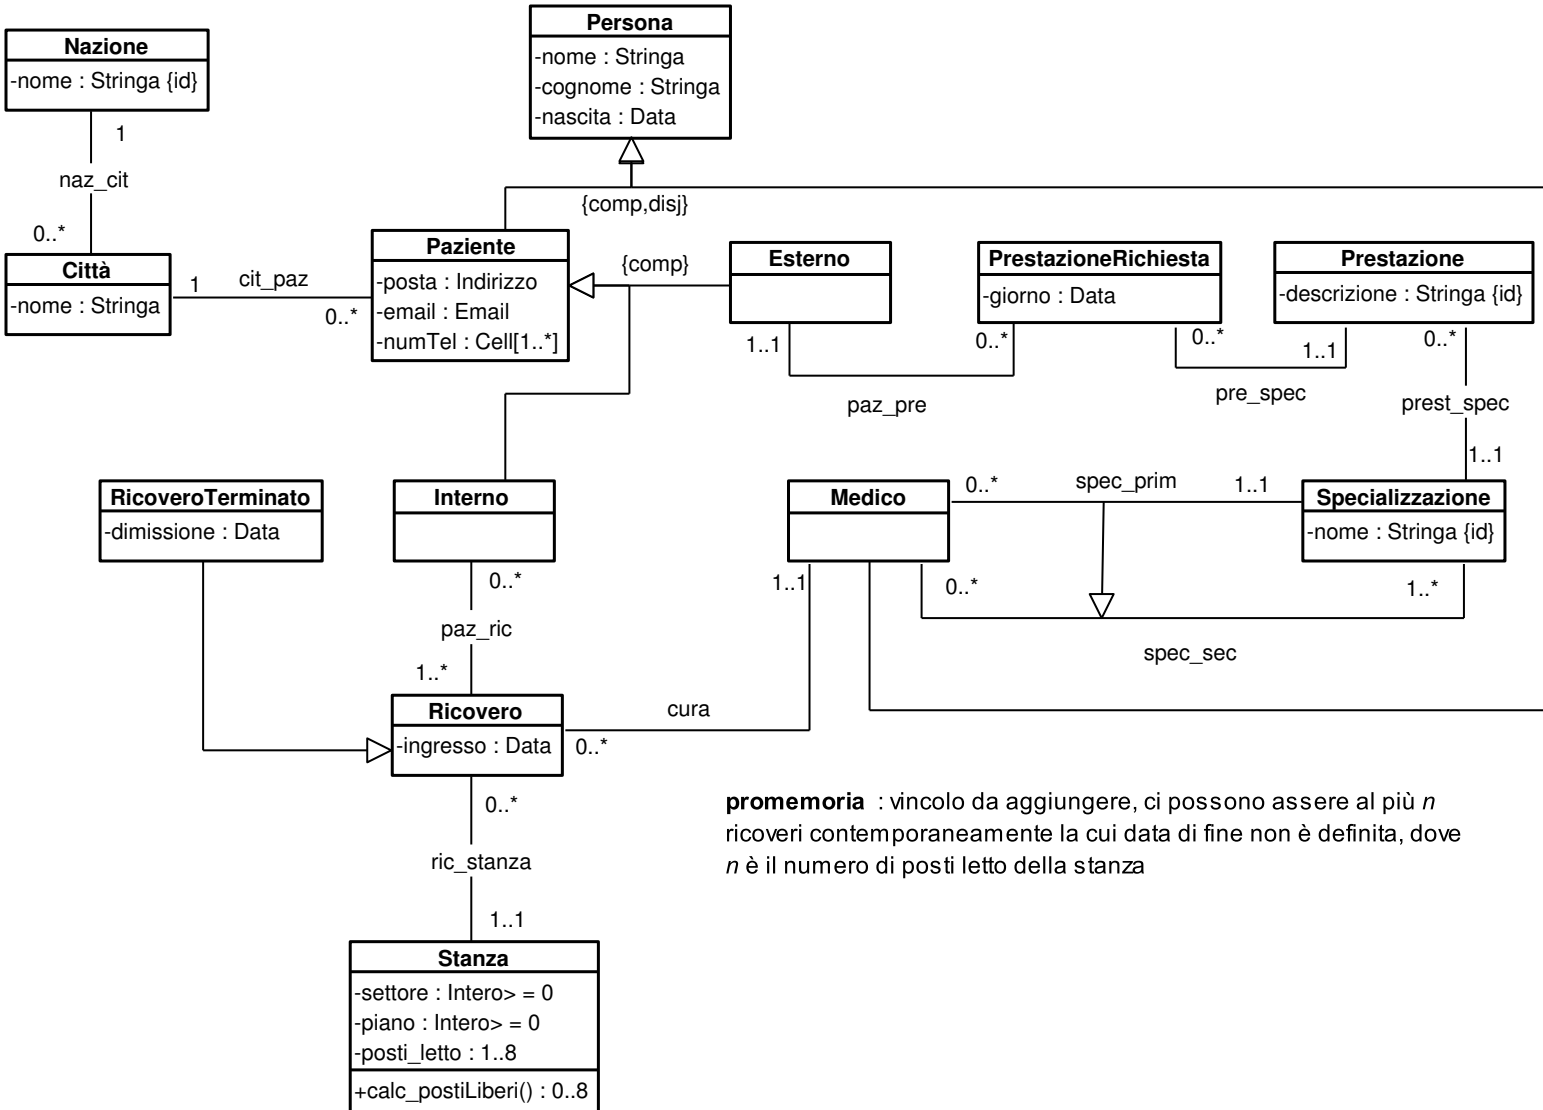 Persona
-nome : Stringa
-cognome : Stringa
-nascita : Data
Nazione
-nome : Stringa {id}
1
naz_cit
0..*
{comp,disj}
Città
-nome : Stringa
1
cit_paz
0..*
Paziente
-posta : Indirizzo
-email : Email
-numTel : Cell[1..*]
{comp}
Esterno
1..1
paz_pre
0..*
PrestazioneRichiesta
-giorno : Data
0..*
pre_spec
1..1
Prestazione
-descrizione : Stringa {id}
0..*
prest_spec
1..1
RicoveroTerminato
-dimissione : Data
Interno
0..*
paz_ric
1..*
Medico
0..*
spec_prim
1..1
Specializzazione
-nome : Stringa {id}
1..1
0..*
1..*
spec_sec
Ricovero
-ingresso : Data
cura
0..*
0..*
ric_stanza
1..1
promemoria : vincolo da aggiungere, ci possono assere al più n
ricoveri contemporaneamente la cui data di fine non è definita, dove
n è il numero di posti letto della stanza
Stanza
-settore : Intero> = 0
-piano : Intero> = 0
-posti_letto : 1..8
+calc_postiLiberi() : 0..8